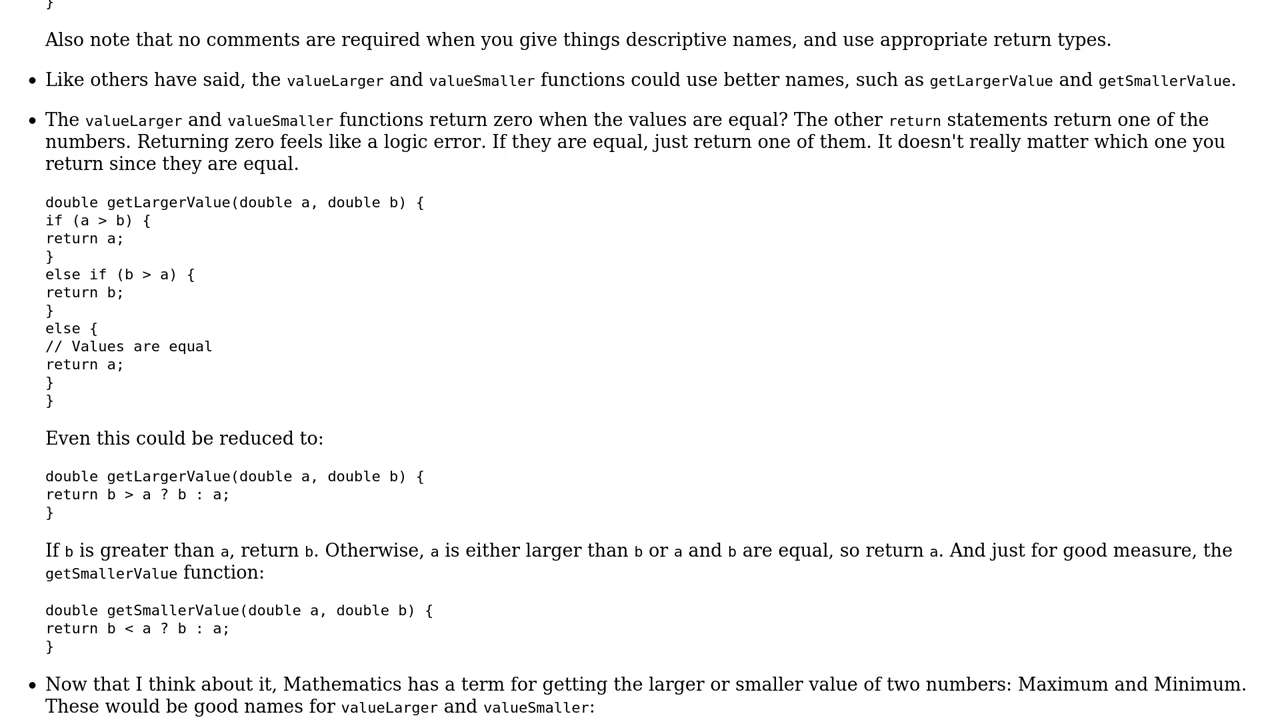 }
Also note that no comments are required when you give things descriptive names, and use appropriate return types.
• Like others have said, the valueLarger and valueSmaller functions could use better names, such as getLargerValue and getSmallerValue.
• The valueLarger and valueSmaller functions return zero when the values are equal? The other return statements return one of the
numbers. Returning zero feels like a logic error. If they are equal, just return one of them. It doesn't really matter which one you
return since they are equal.
double getLargerValue(double a, double b) {
if (a > b) {
return a;
}
else if (b > a) {
return b;
}
else {
// Values are equal
return a;
}
}
Even this could be reduced to:
double getLargerValue(double a, double b) {
return b > a ? b : a;
}
If b is greater than a, return b. Otherwise, a is either larger than b or a and b are equal, so return a. And just for good measure, the
getSmallerValue function:
double getSmallerValue(double a, double b) {
return b < a ? b : a;
}
• Now that I think about it, Mathematics has a term for getting the larger or smaller value of two numbers: Maximum and Minimum.
These would be good names for valueLarger and valueSmaller: